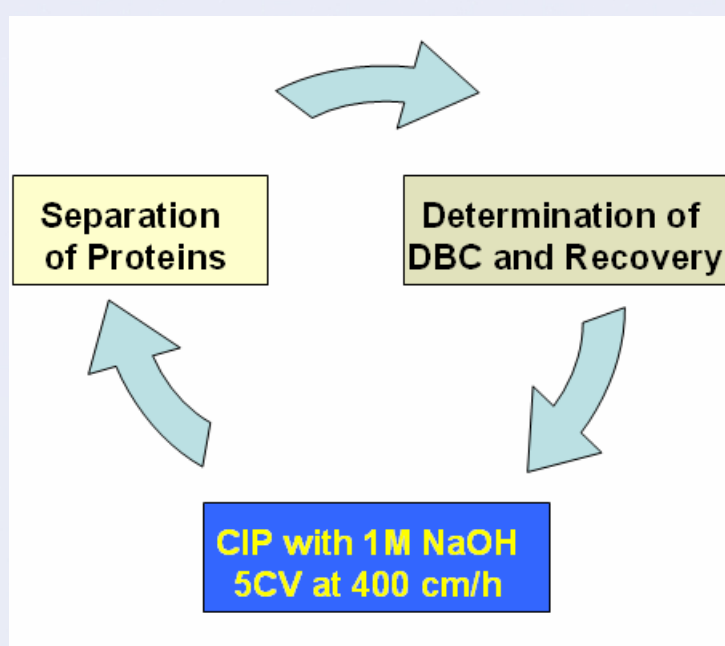 Separation
of Proteins
Determination of
DBC and Recovery
CIP with 1M NaOH
5CV at 400 cm/h